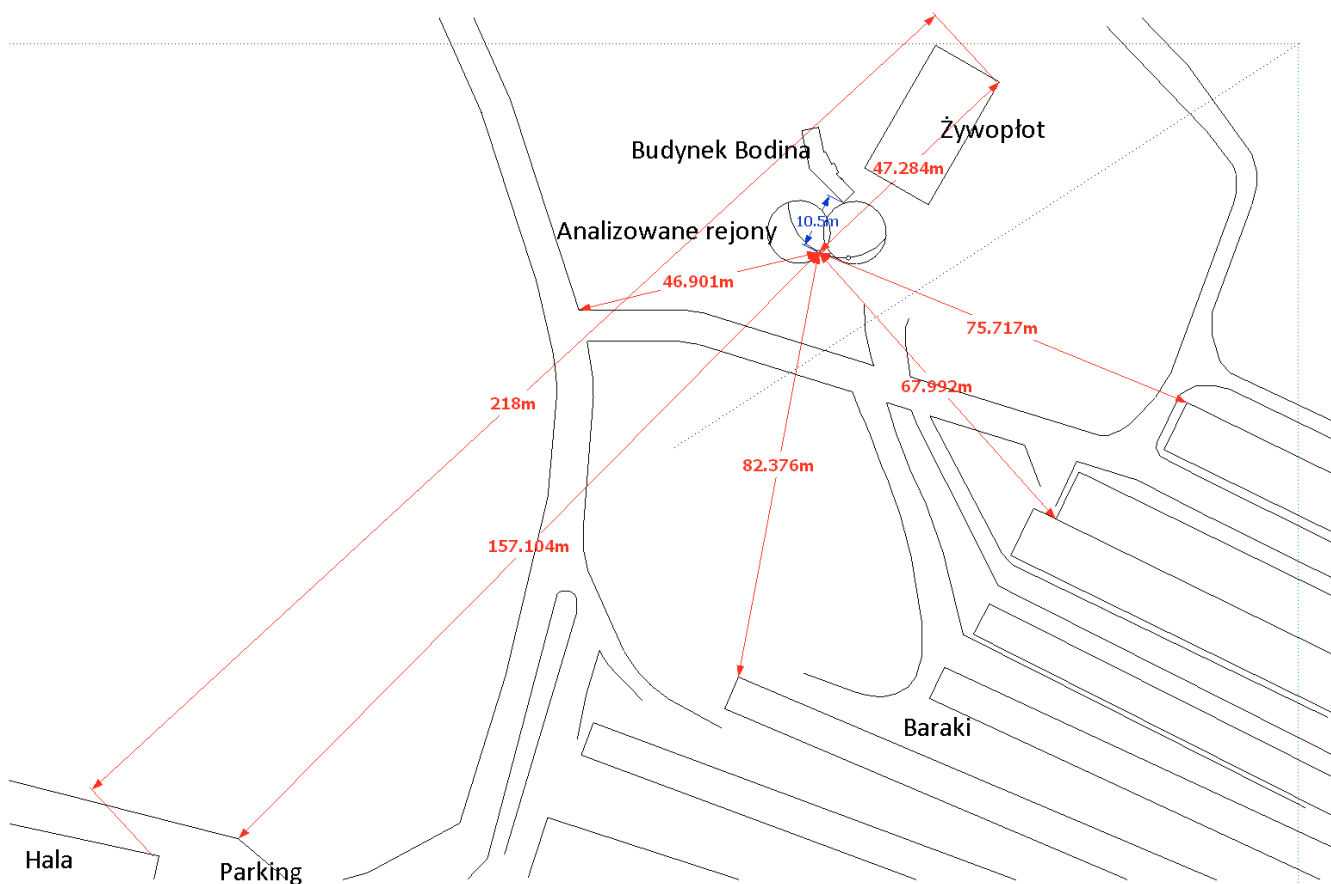 Żywopłot
Budynek Bodina
47.284m
10.5m
Analizowane rejony
46.901m
75.717m
67.992m
218m
82.376m
157.104m
Baraki
Hala
Parking